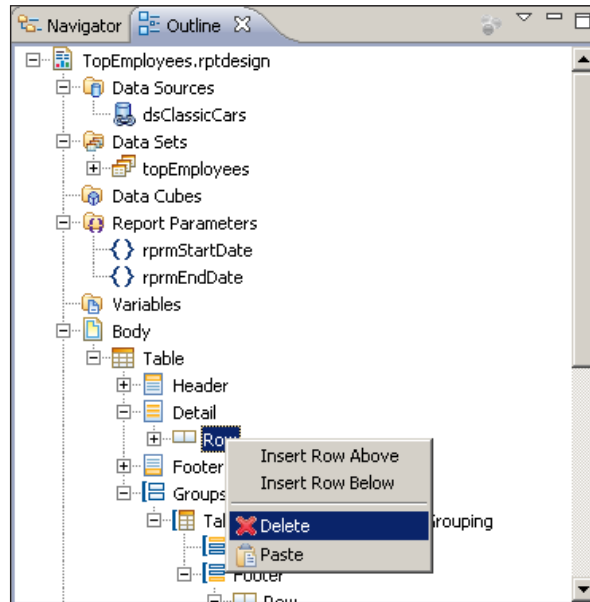 Navigator Outline
TopEmployees.rptdesign
Data Sources
dsClassicCars
Data Sets
topEmployees
Data Cubes
Report Parameters
rprmStartDate
rprmEndDate
Variables
Body
Table
Header
Detail
Row
Insert Row Above
Footer
Insert Row Below
Groups
Delete
Paste
Footer
Row